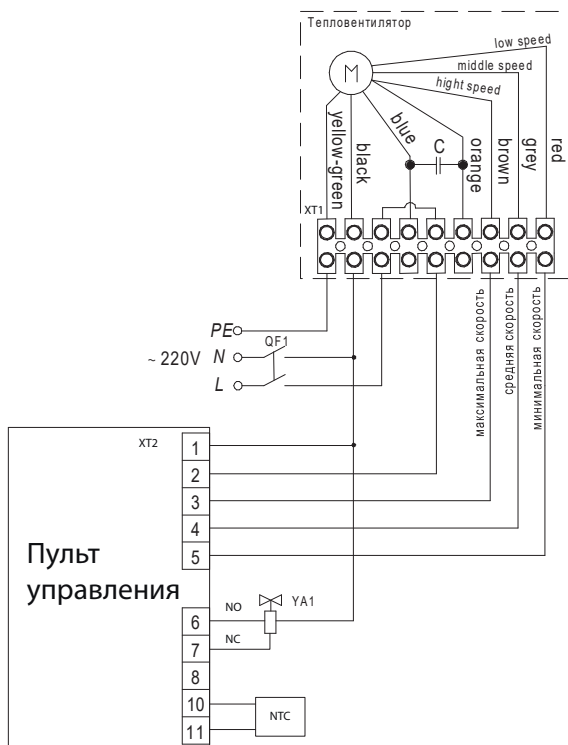 Тепловентилятор
low speed
middle speed
hight speed
M
yellow-green
black
blue
C
orange
brown
grey
red
XT1
максимальная скорость
средняя скорость
минимальная скорость
PE
QF1
~ 220V N
L
XT2
1
2
3
4
5
Пульт
управления
6 NO YA1
7 NC
8
10 NTC
11